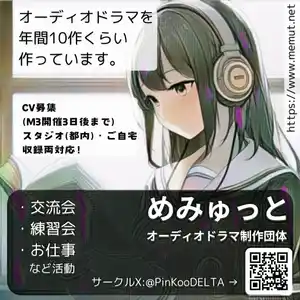 オーディオドラマを
年間10作くらい
作っています。
www.memut.net
CV募集
(M3開催3日後まで)
スタジオ(都内)・ご自宅
収録両対応!
・交流会
・練習会
・お仕事
など活動
めみゅっと
オーディオドラマ制作団体
サークルX:@PinKooDELTA→